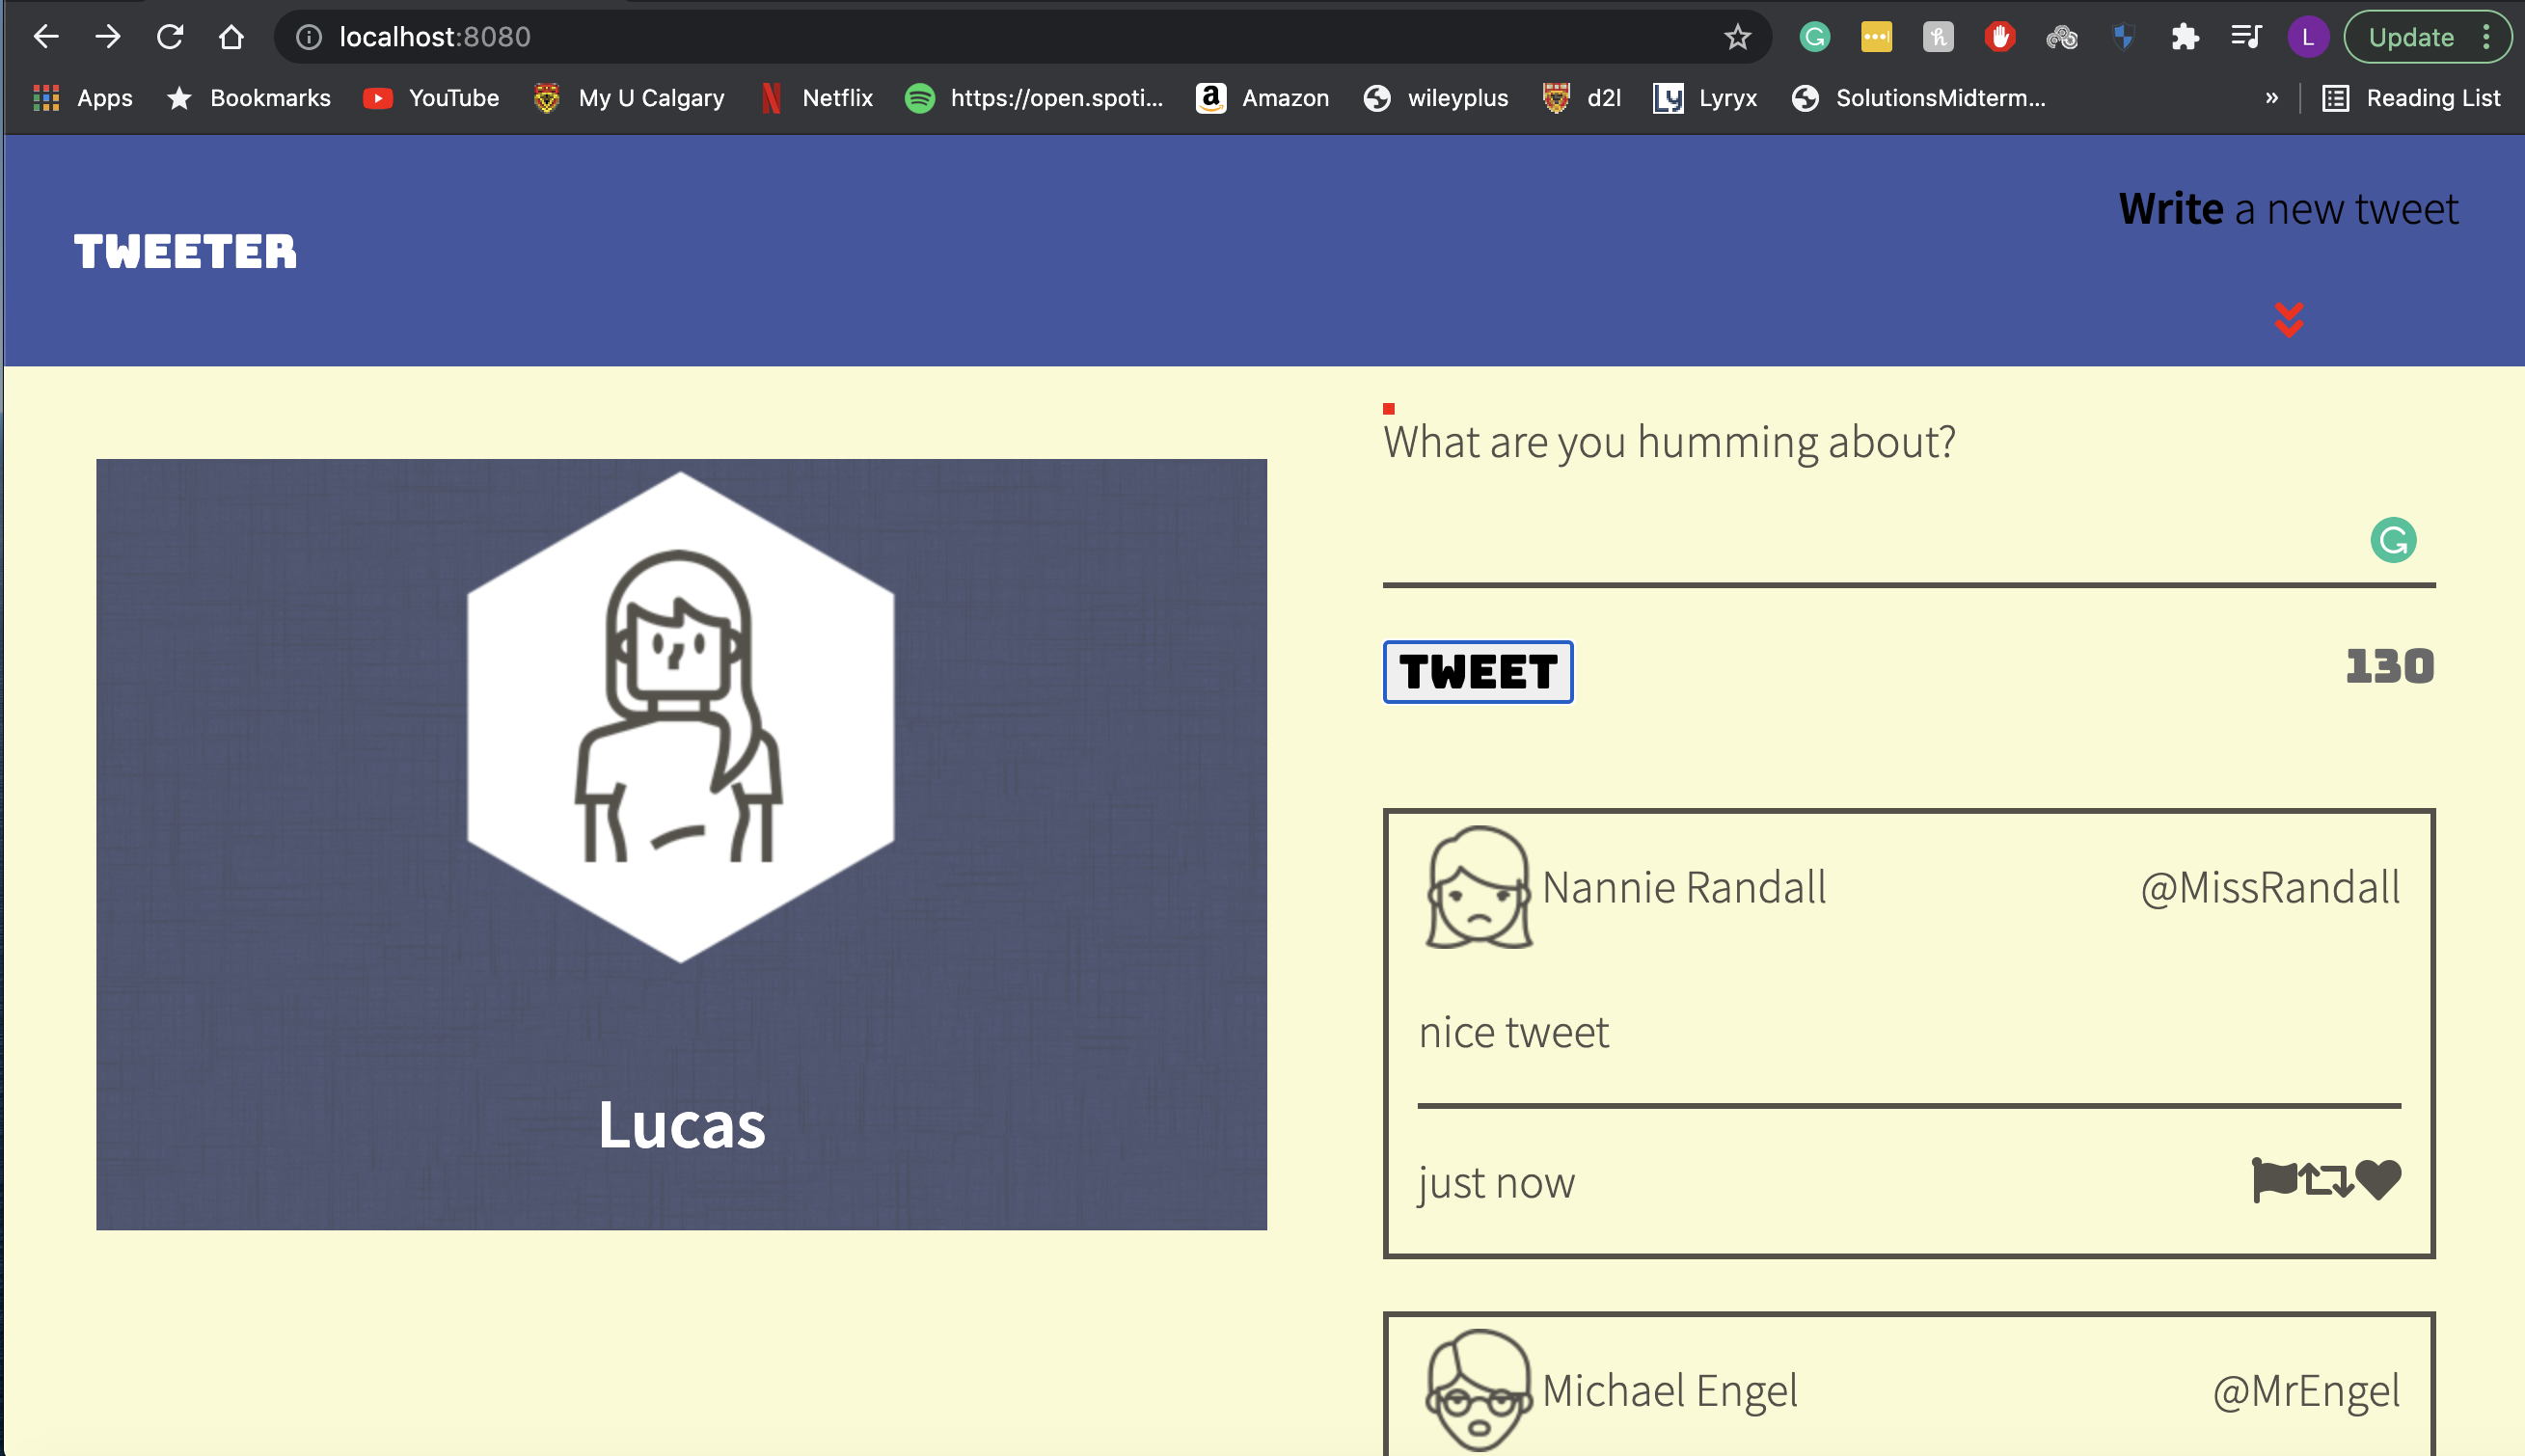 localhost:8080
L
Update
Apps
Bookmarks
YouTube
My U Calgary
Netflix
https://open.spoti...
a
Amazon
wileyplus
d2l
Ly
Lyryx
SolutionsMidterm...
»
Reading List
TWEETER
Write a new tweet
What are you humming about?
TWEET
130
Lucas
Nannie Randall
@MissRandall
nice tweet
just now
Michael Engel
@MrEngel